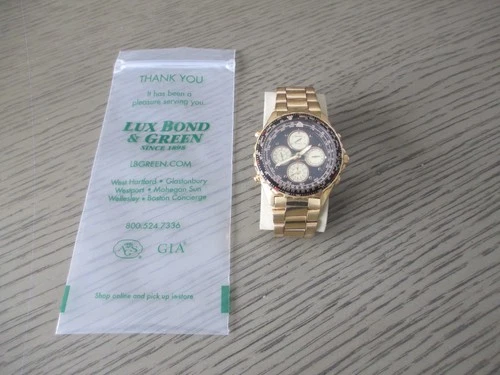 THANK YOU
It has been a
pleasure serving you.
LUX BOND
& GREEN
SINCE 1898
LBGREEN.COM
West Hartford • Glastonbury
Westport • Mohegan Sun
Wellesley • Boston Concierge
800.524.7336
AGS GIA
Shop online and pick up in-store